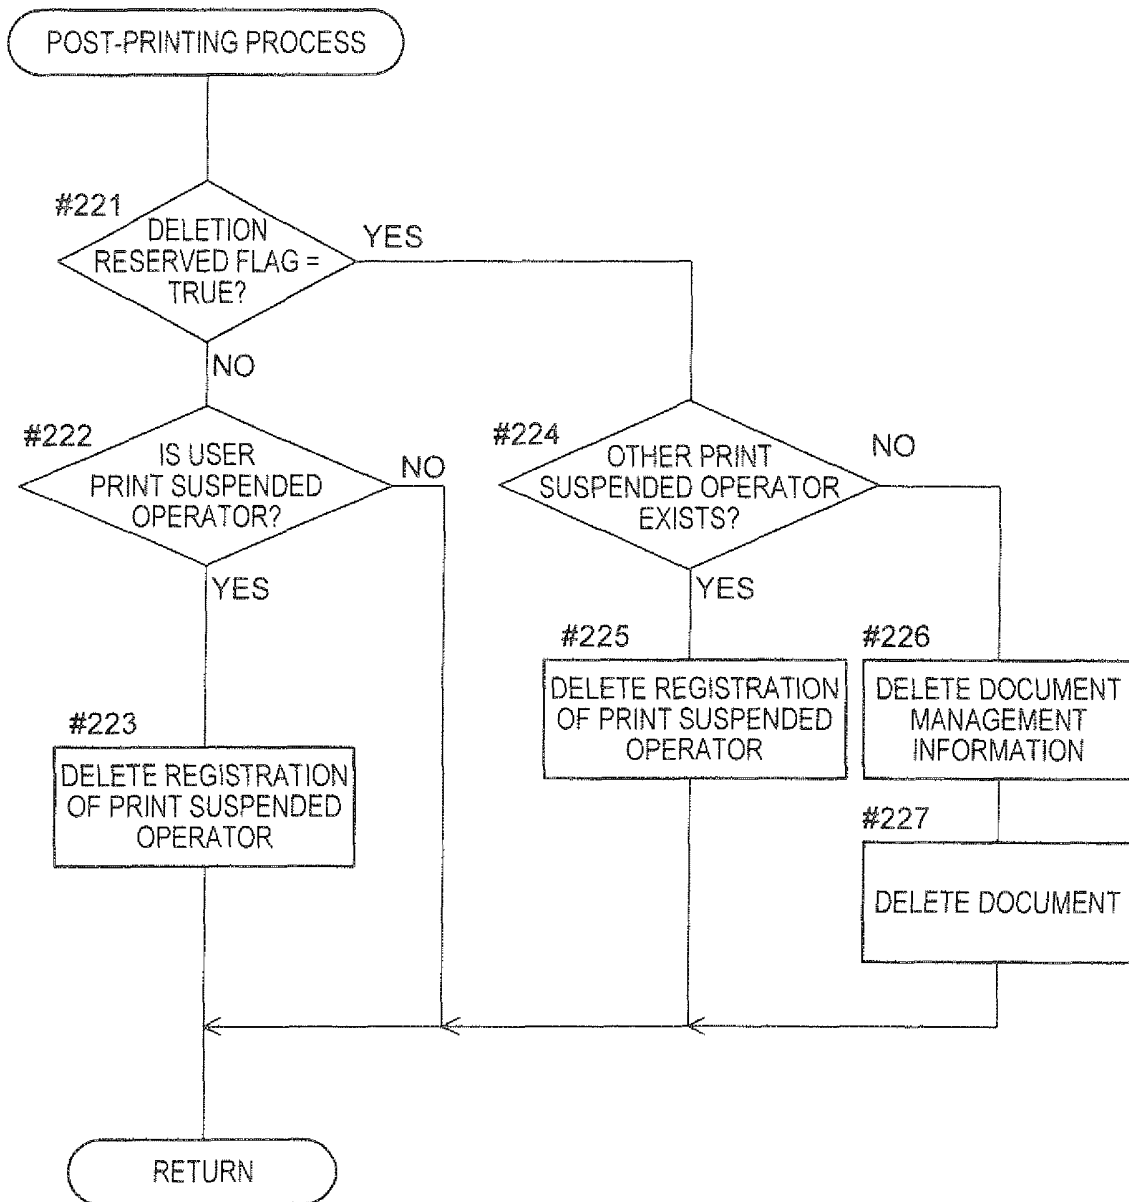 POST-PRINTING PROCESS
#221
DELETION
RESERVED FLAG =
TRUE?
YES
NO
#222
IS USER
PRINT SUSPENDED
OPERATOR?
NO
YES
#224
OTHER PRINT
SUSPENDED OPERATOR
EXISTS?
NO
YES
#223
DELETE REGISTRATION
OF PRINT SUSPENDED
OPERATOR
#225
DELETE REGISTRATION
OF PRINT SUSPENDED
OPERATOR
#226
DELETE DOCUMENT
MANAGEMENT
INFORMATION
#227
DELETE DOCUMENT
RETURN